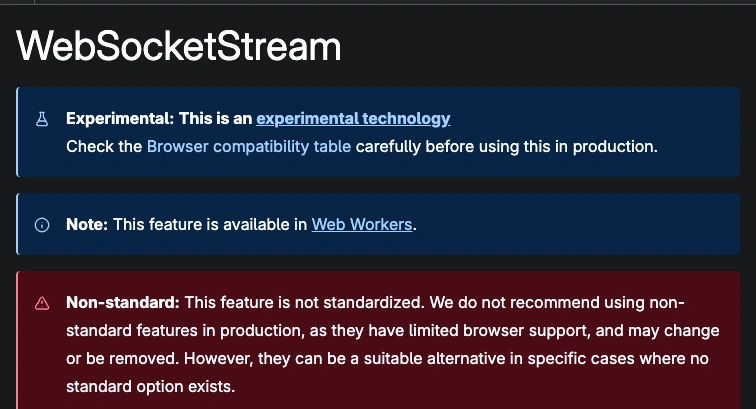 WebSocketStream
Experimental: This is an experimental technology
Check the Browser compatibility table carefully before using this in production.
Note: This feature is available in Web Workers.
Non-standard: This feature is not standardized. We do not recommend using non-
standard features in production, as they have limited browser support, and may change
or be removed. However, they can be a suitable alternative in specific cases where no
standard option exists.